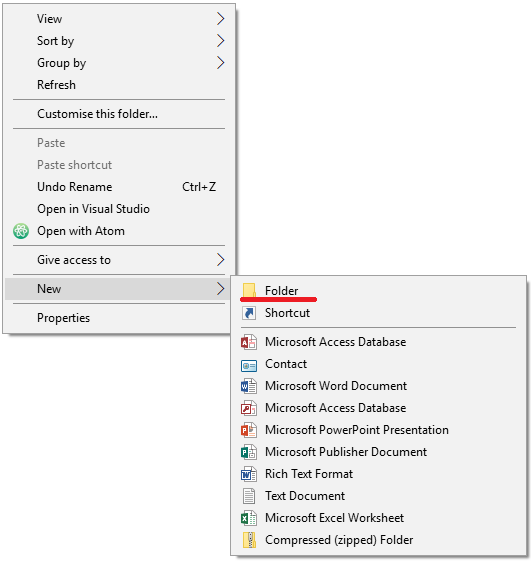 View
Sort by
Group by
Refresh
Customise this folder...
Paste
Paste shortcut
Undo Rename Ctrl+Z
Open in Visual Studio
Open with Atom
Give access to
New
Properties
Folder
Shortcut
Microsoft Access Database
Contact
Microsoft Word Document
Microsoft Access Database
Microsoft PowerPoint Presentation
Microsoft Publisher Document
Rich Text Format
Text Document
Microsoft Excel Worksheet
Compressed (zipped) Folder